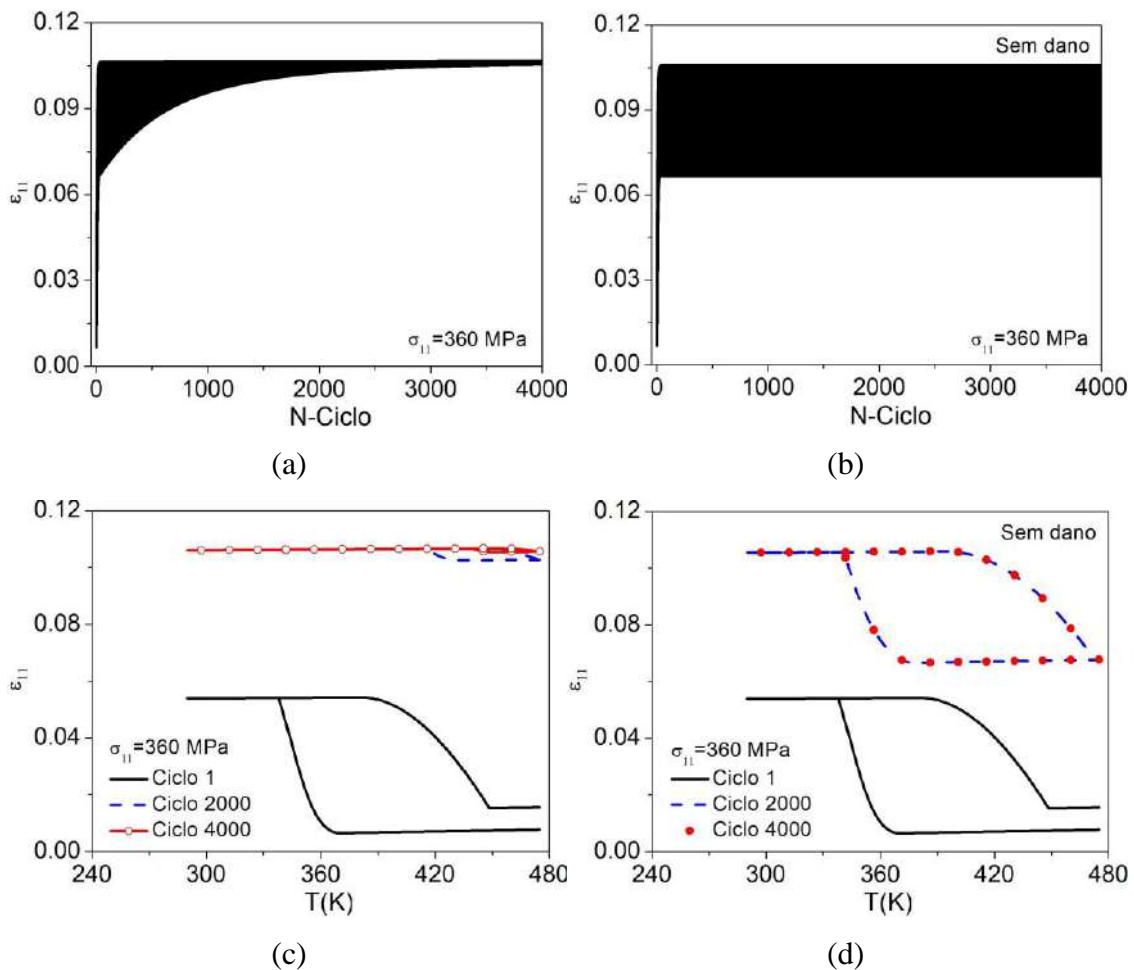 0.12
0.09
0.06
0.03
0.00
ε11
σ11=360 MPa
0 1000 2000 3000 4000
N-Ciclo
(a)
0.12
0.09
0.06
0.03
0.00
ε11
Sem dano
σ11=360 MPa
0 1000 2000 3000 4000
N-Ciclo
(b)
0.12
0.08
0.04
0.00
ε11
σ11=360 MPa
Ciclo 1
Ciclo 2000
Ciclo 4000
240 300 360 420 480
T(K)
(c)
0.12
0.08
0.04
0.00
ε11
Sem dano
σ11=360 MPa
Ciclo 1
Ciclo 2000
Ciclo 4000
240 300 360 420 480
T(K)
(d)